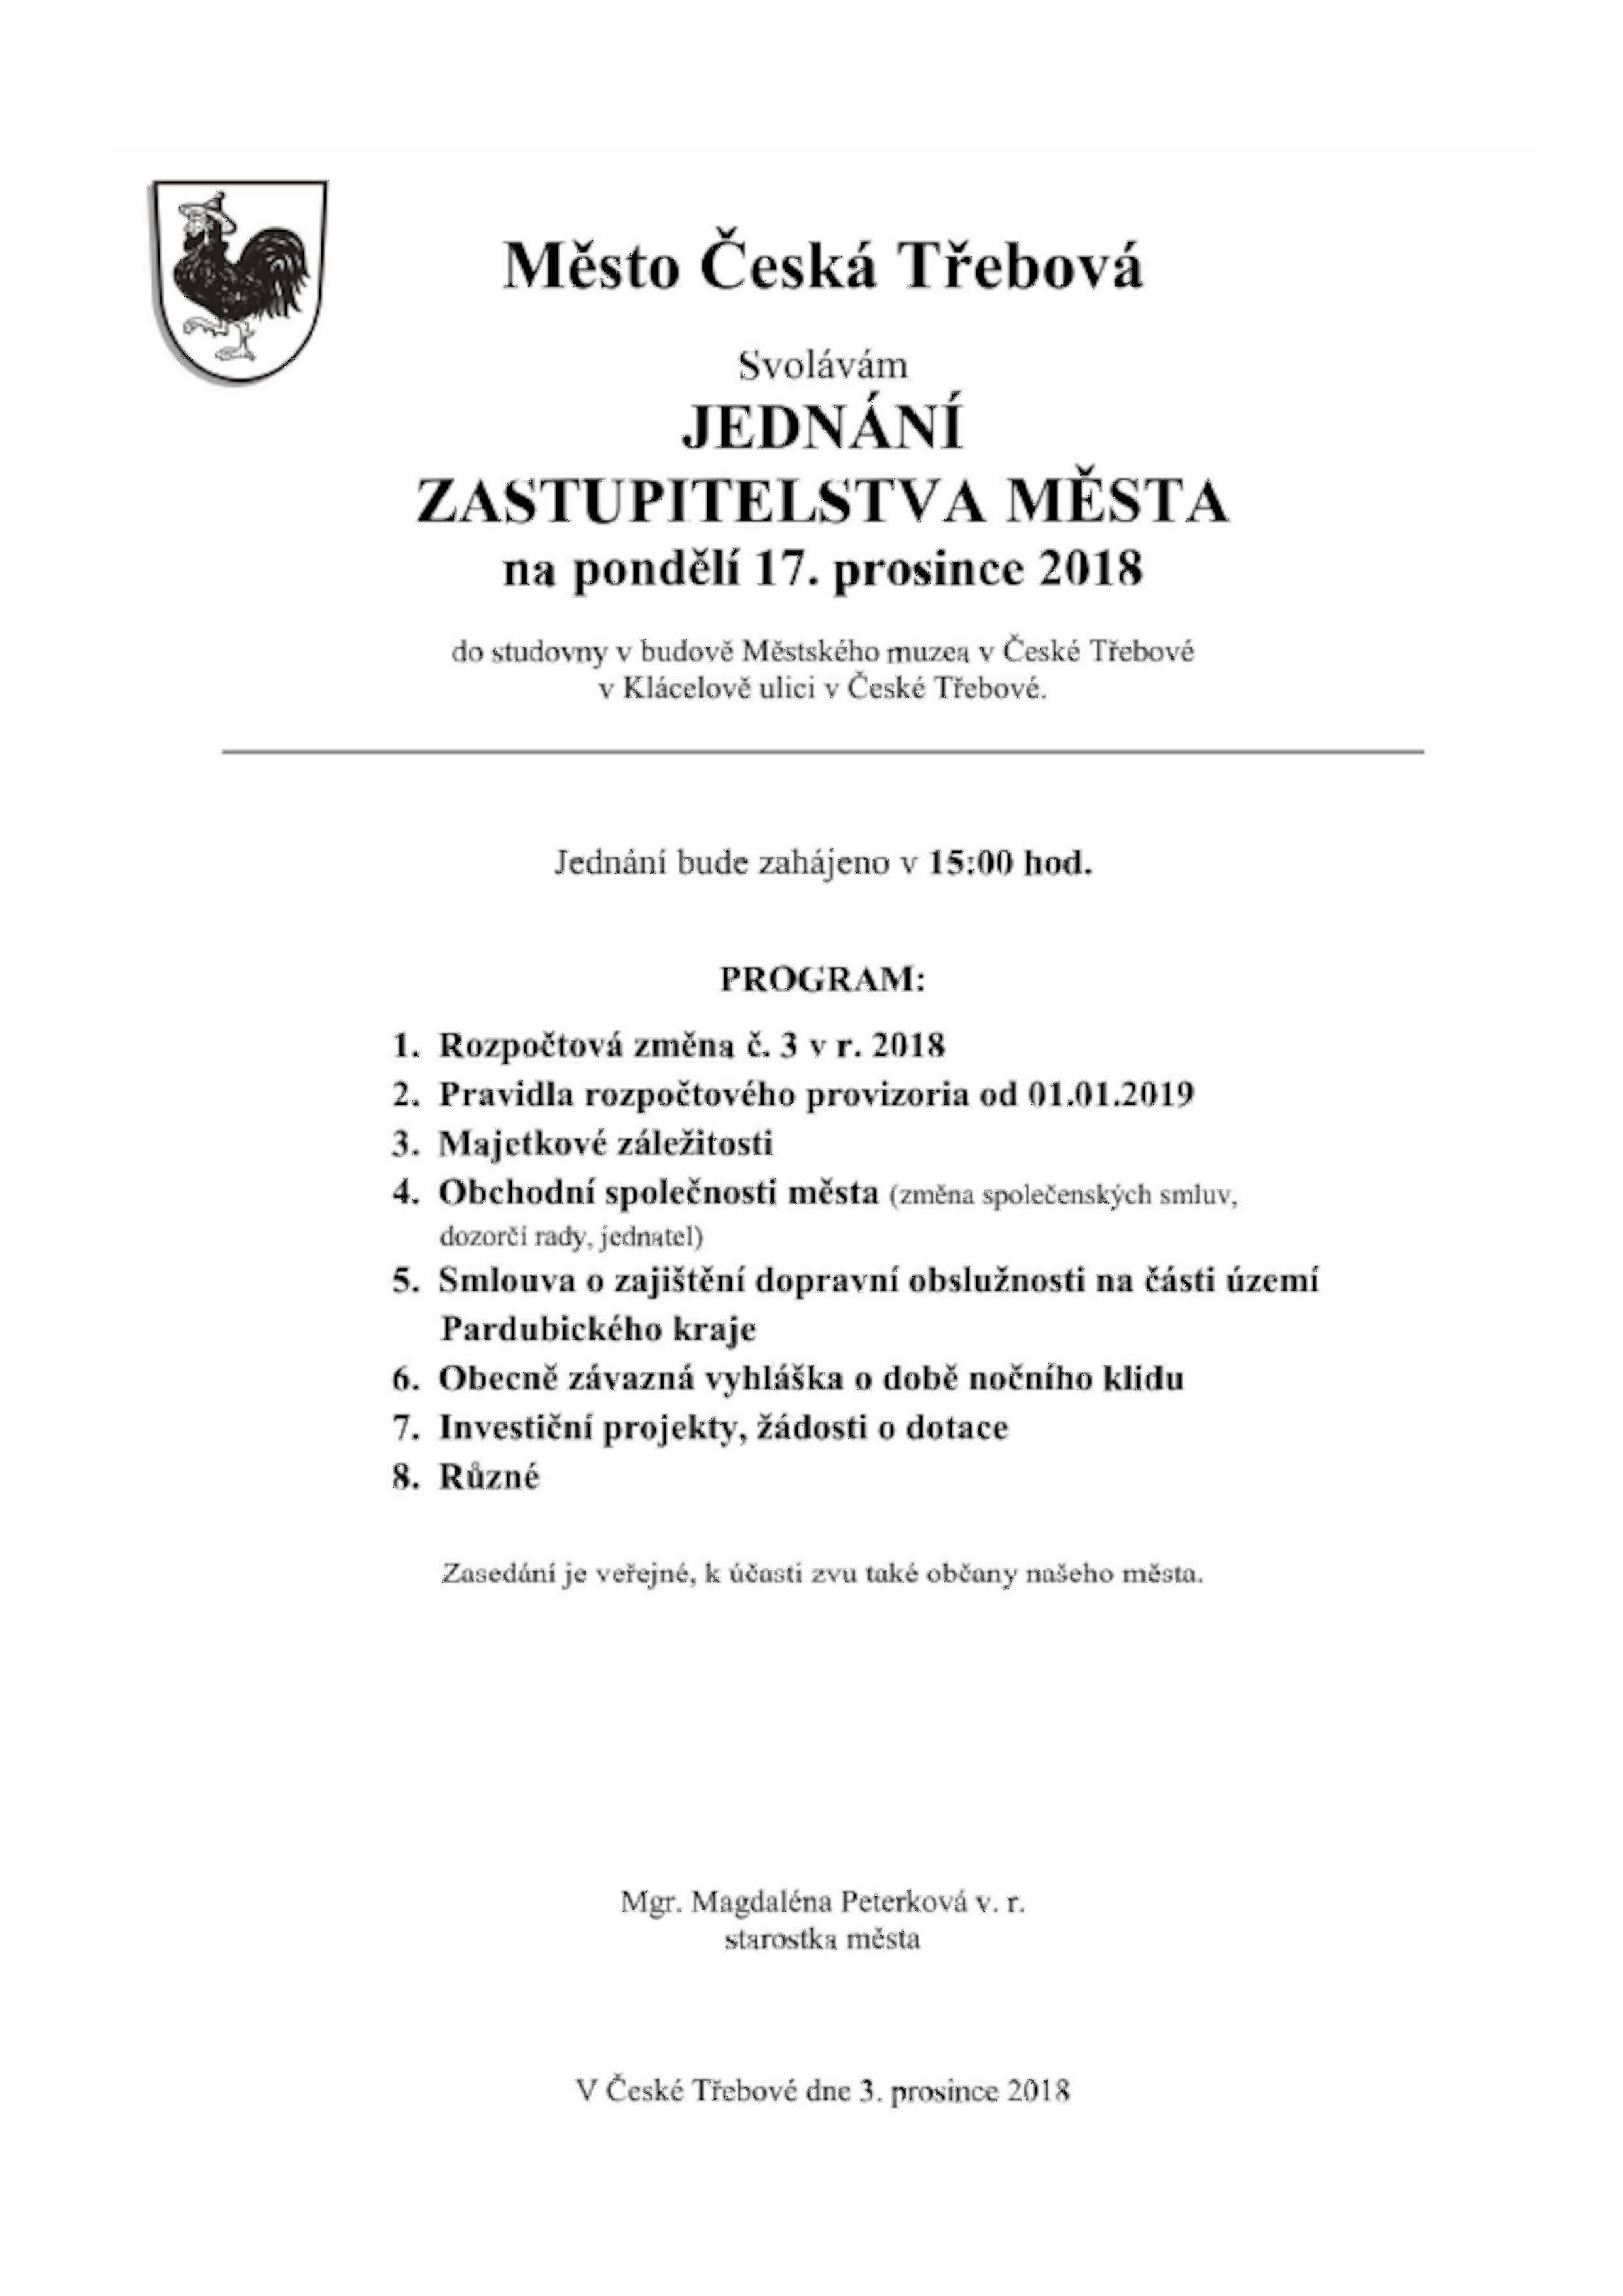 Město Česká Třebová
Svolávám
JEDNÁNÍ
ZASTUPITELSTVA MĚSTA
na pondělí 17. prosince 2018
do studovny v budově Městského muzea v České Třebové
v Klácelově ulici v České Třebové.
Jednání bude zahájeno v 15:00 hod.
PROGRAM:
1. Rozpočtová změna č. 3 v r. 2018
2. Pravidla rozpočtového provizoria od 01.01.2019
3. Majetkové záležitosti
4. Obchodní společnosti města (změna společenských smluv,
dozorčí rady, jednatel)
5. Smlouva o zajištění dopravní obslužnosti na části území
Pardubického kraje
6. Obecně závazná vyhláška o době nočního klidu
7. Investiční projekty, žádosti o dotace
8. Různé
Zasedání je veřejné, k účasti zvu také občany našeho města.
Mgr. Magdaléna Peterková v. r.
starostka města
V České Třebové dne 3. prosince 2018